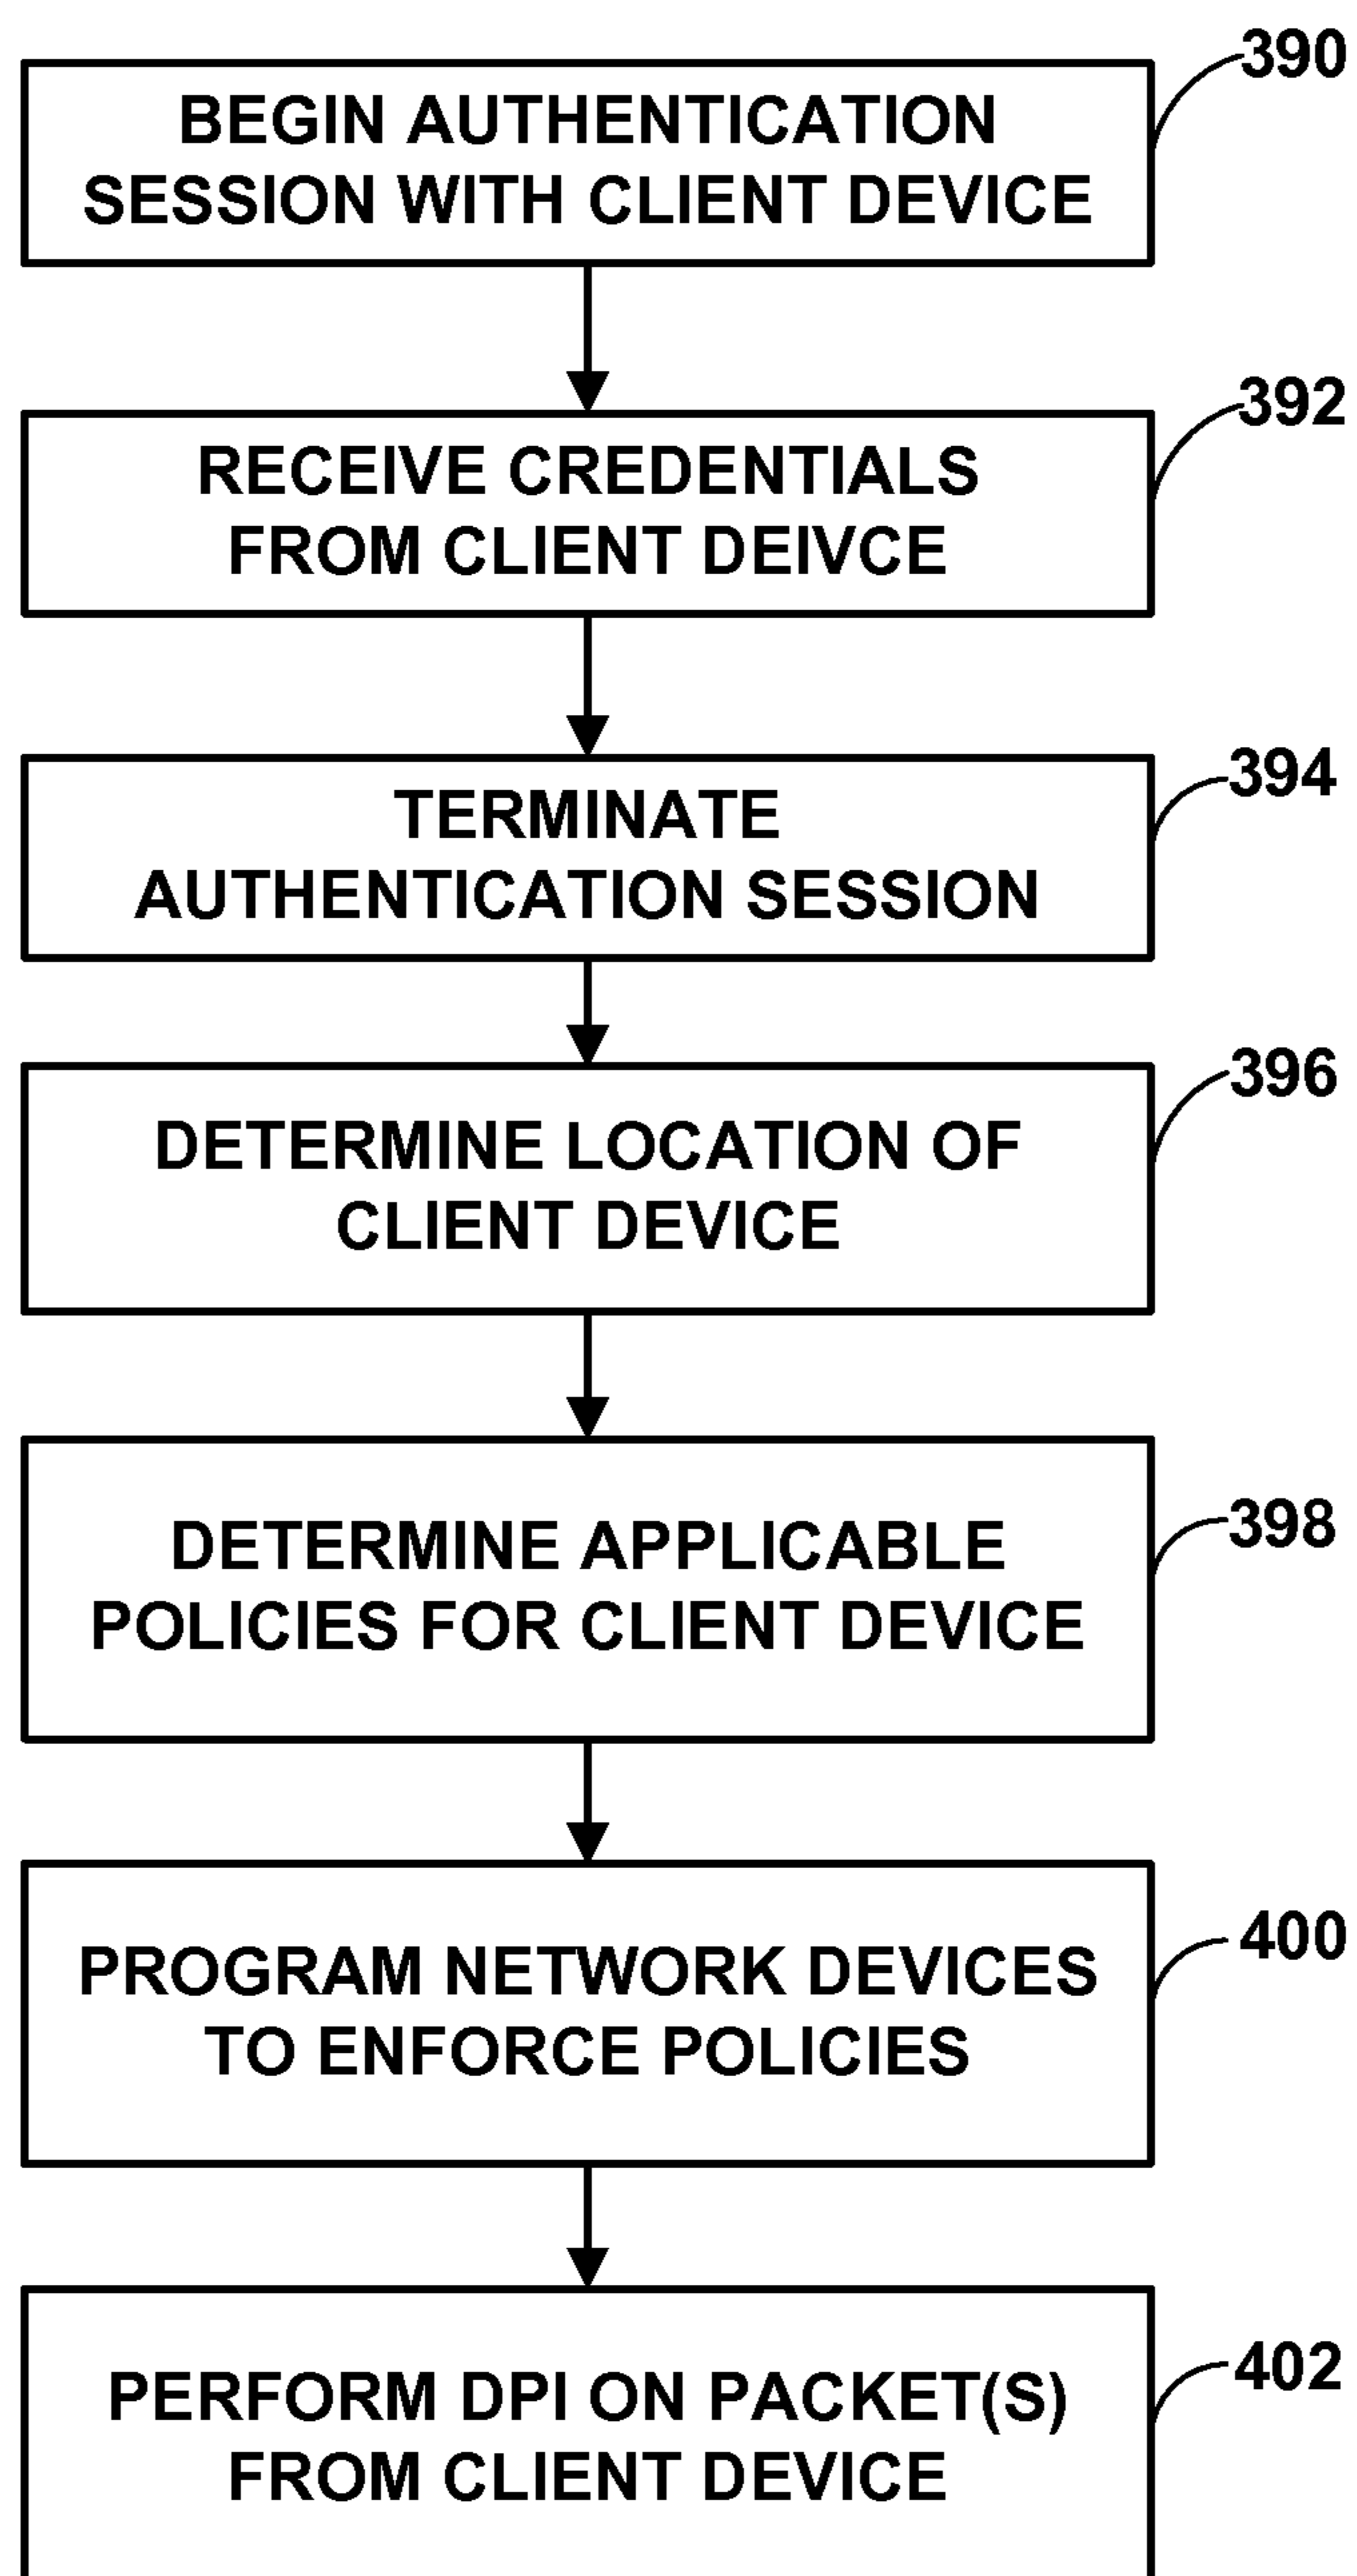 390
BEGIN AUTHENTICATION
SESSION WITH CLIENT DEVICE
392
RECEIVE CREDENTIALS
FROM CLIENT DEIVCE
394
TERMINATE
AUTHENTICATION SESSION
396
DETERMINE LOCATION OF
CLIENT DEVICE
398
DETERMINE APPLICABLE
POLICIES FOR CLIENT DEVICE
400
PROGRAM NETWORK DEVICES
TO ENFORCE POLICIES
402
PERFORM DPI ON PACKET(S)
FROM CLIENT DEVICE